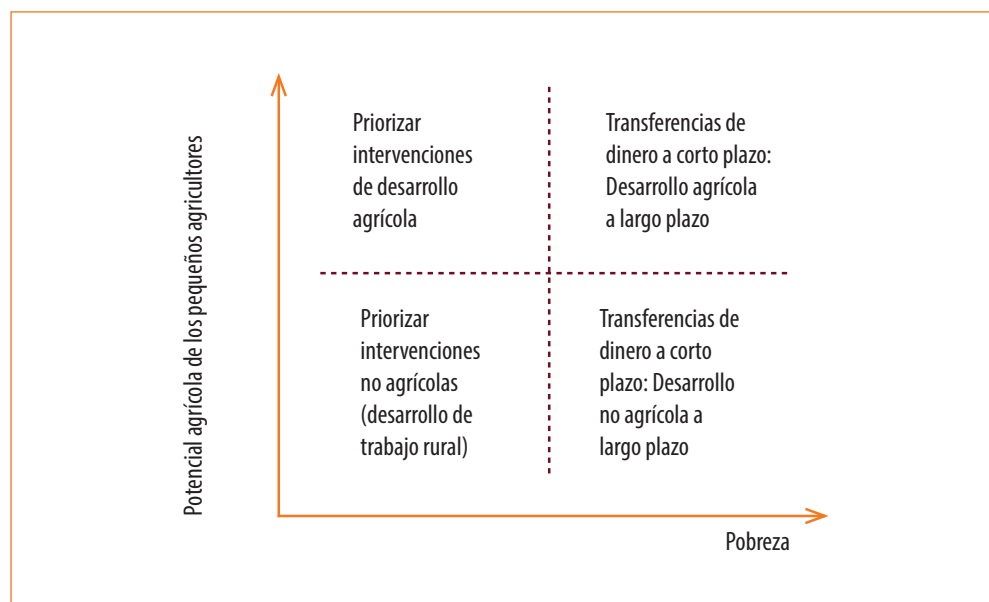 Potencial agrícola de los pequeños agricultores
Priorizar
intervenciones
de desarrollo
agrícola
Transferencias de
dinero a corto plazo:
Desarrollo agrícola
a largo plazo
Priorizar
intervenciones
no agrícolas
(desarrollo de
trabajo rural)
Transferencias de
dinero a corto
plazo: Desarrollo
no agrícola a
largo plazo
Pobreza